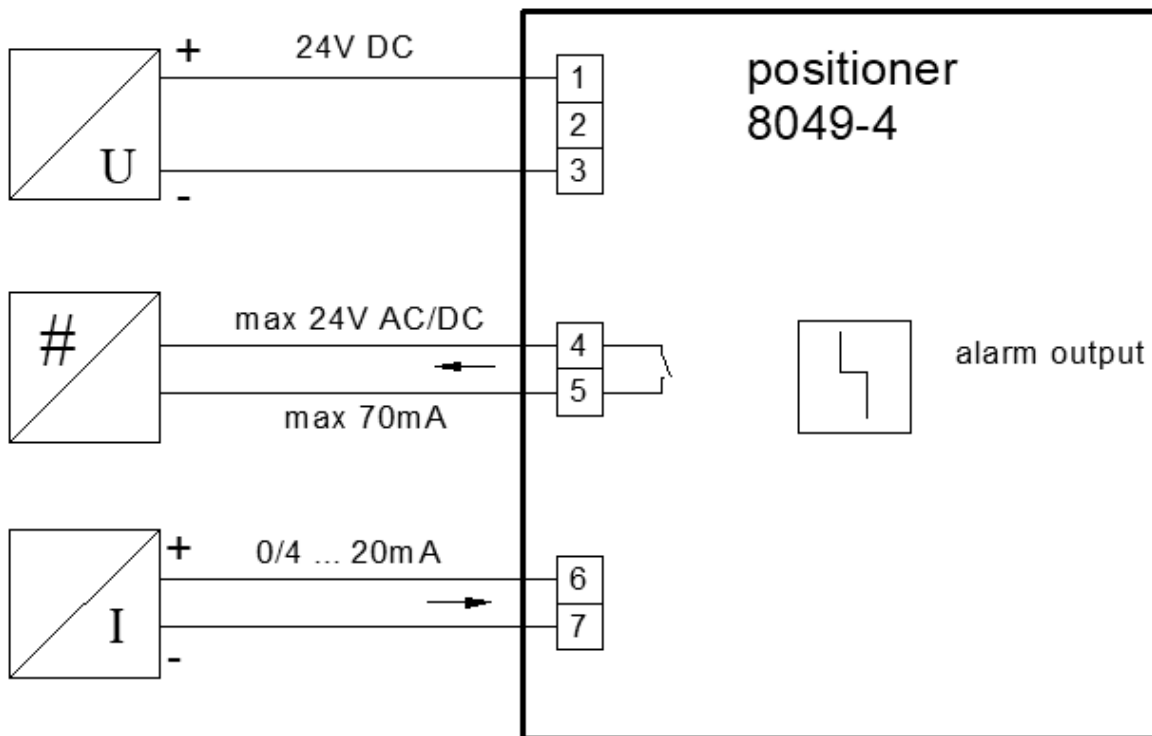 +
24V DC
U
-
1
2
3
positioner
8049-4
#
max 24V AC/DC
max 70mA
4
5
alarm output
+
0/4 ... 20mA
I
-
6
7